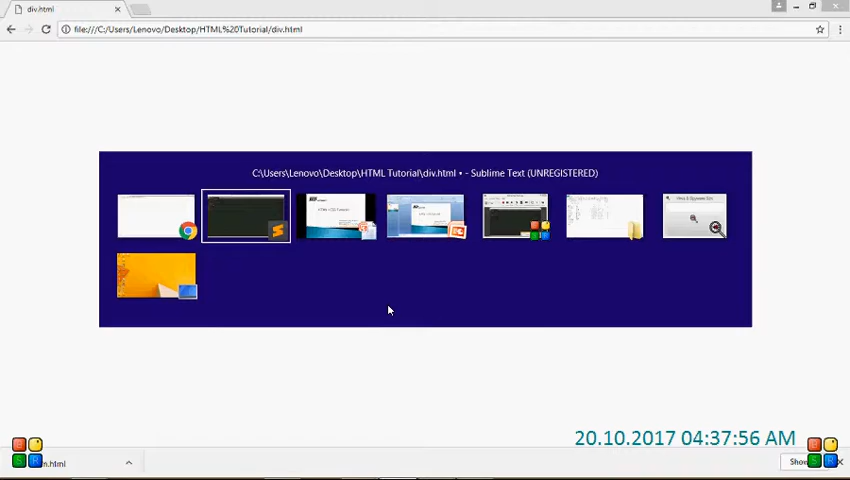 div.html
file:///C:/Users/Lenovo/Desktop/HTML%20Tutorial/div.html
C:\Users\Lenovo\Desktop\HTML Tutorial\div.html • - Sublime Text (UNREGISTERED)
20.10.2017 04:37:56 AM
n.html
Show